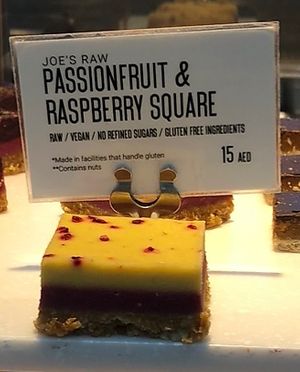 JOE'S RAW
PASSIONFRUIT &
RASPBERRY SQUARE
RAW / VEGAN / NO REFINED SUGARS / GLUTEN FREE INGREDIENTS
*Made in facilities that handle gluten
**Contains nuts
15 AED